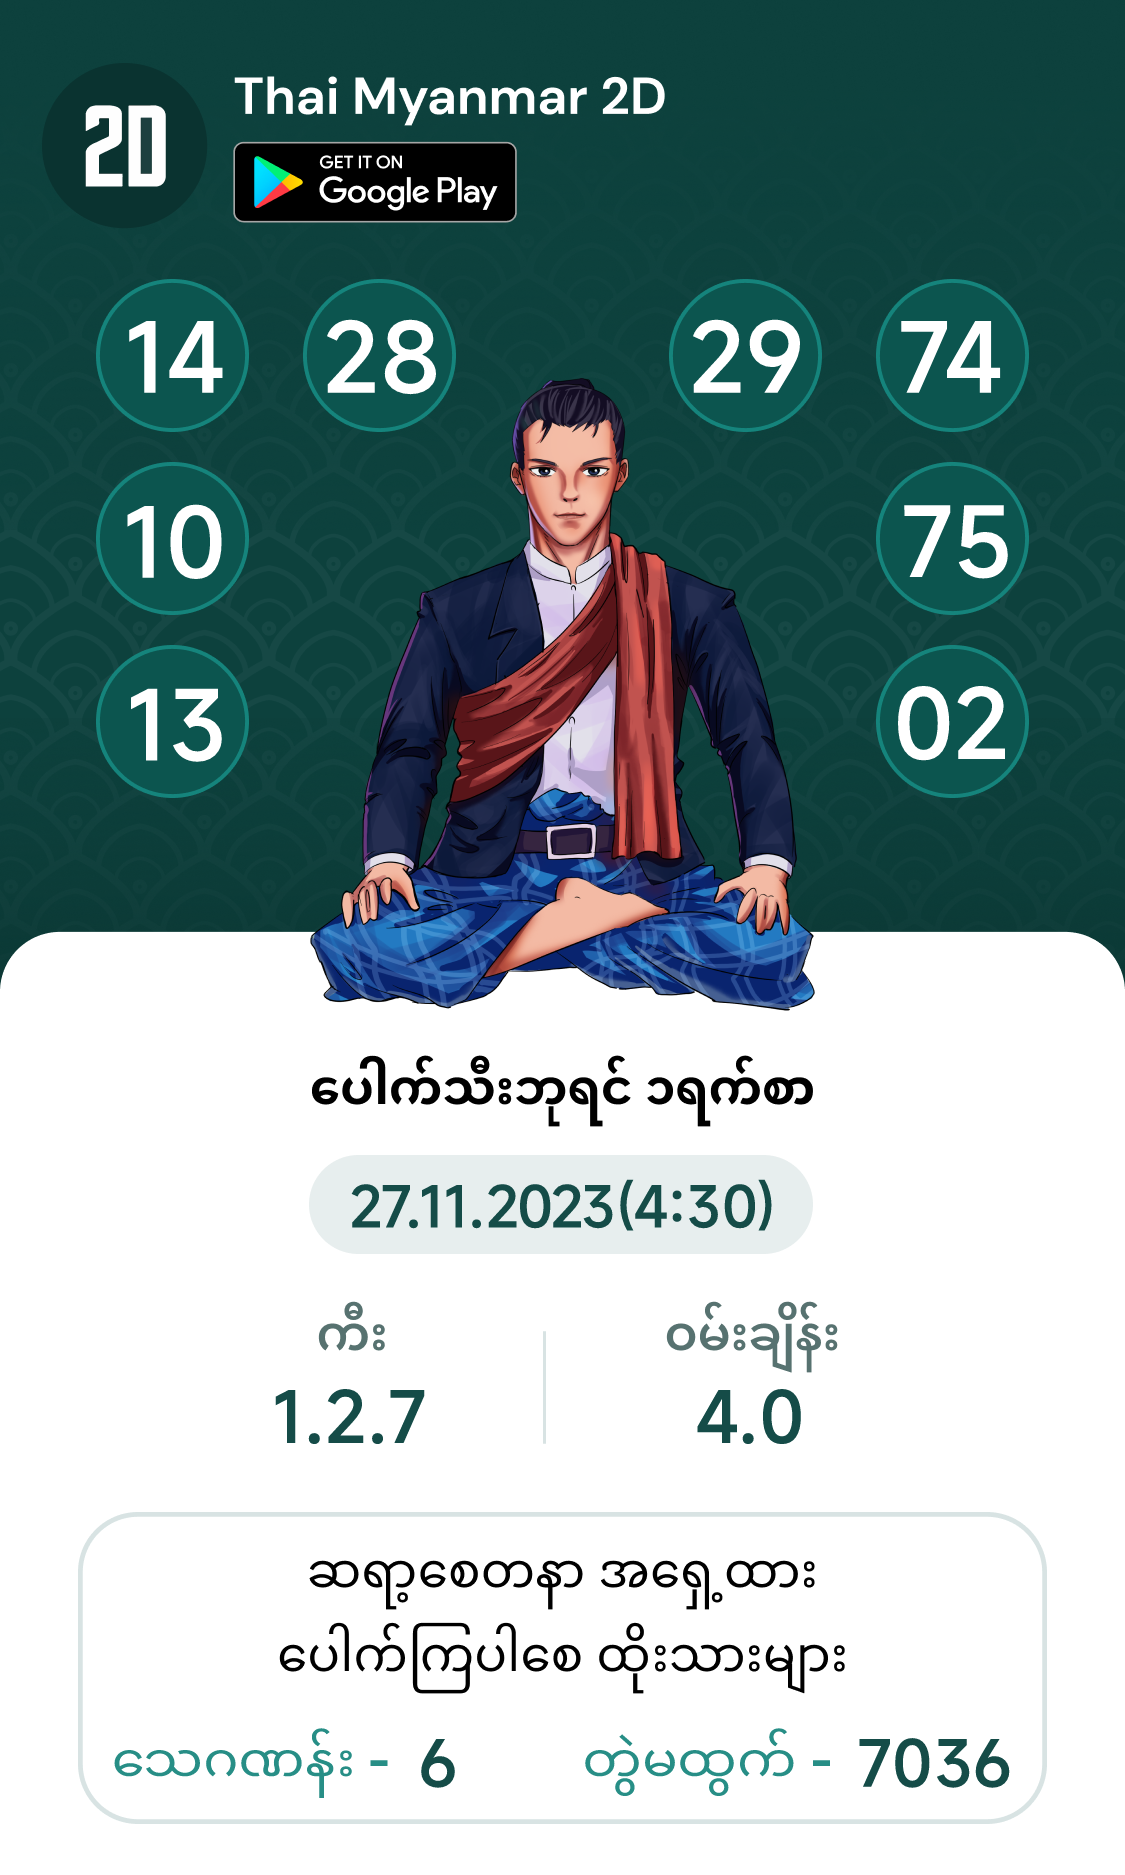 2D
Thai Myanmar 2D
GET IT ON
Google Play
14 28 29 74
10 75
13 02
ပေါက်သီးဘုရင် ၁ရက်စာ
27.11.2023(4:30)
ကီး ဝမ်းချိန်း
1.2.7 4.0
ဆရာ့စေတနာ အရှေ့ထား
ပေါက်ကြပါစေ ထိုးသားများ
သေဂဏန်း - 6 တွဲမထွက် - 7036